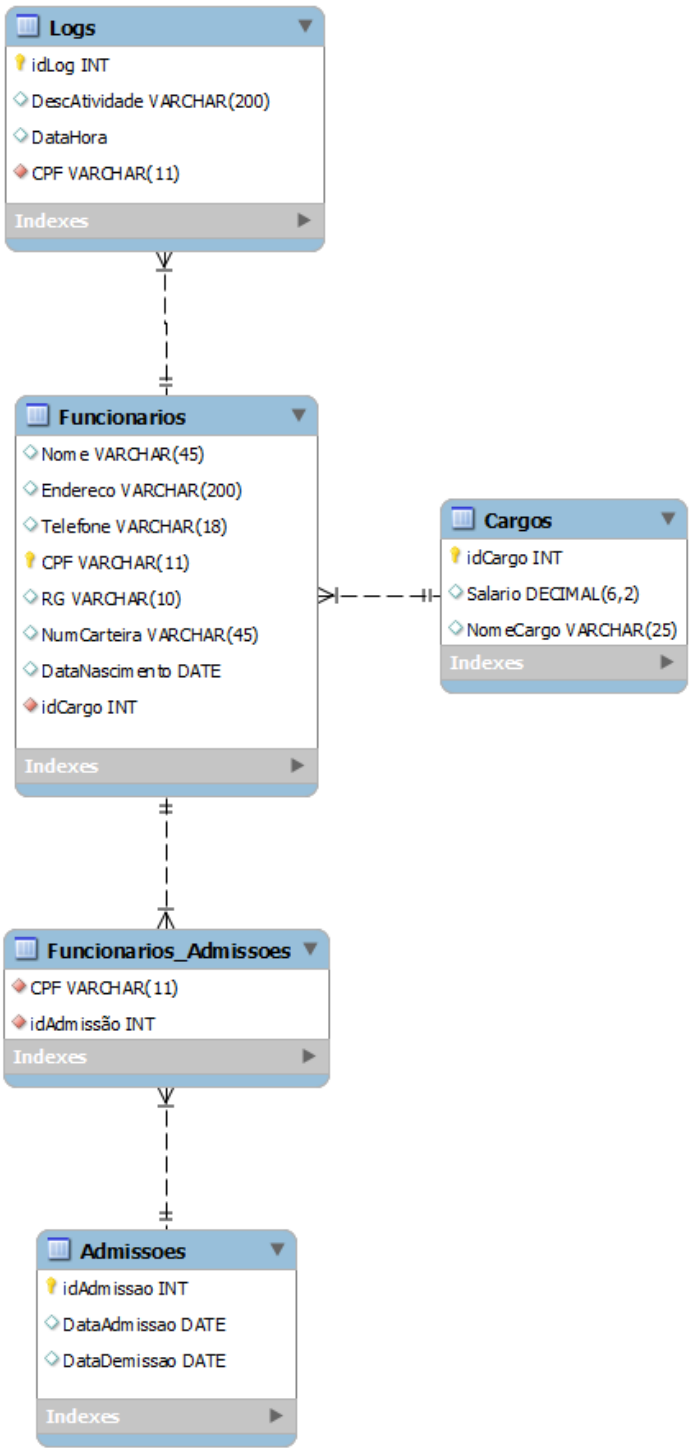 Logs
idLog INT
DescAtividade VARCHAR(200)
DataHora
CPF VARCHAR(11)
Indexes
Funcionarios
Nome VARCHAR(45)
Endereco VARCHAR(200)
Telefone VARCHAR(18)
CPF VARCHAR(11)
RG VARCHAR(10)
NumCarteira VARCHAR(45)
DataNascimento DATE
idCargo INT
Indexes
Cargos
idCargo INT
Salario DECIMAL(6,2)
NomeCargo VARCHAR(25)
Indexes
Funcionarios_Admissoes
CPF VARCHAR(11)
idAdmissão INT
Indexes
Admissoes
idAdmissao INT
DataAdmissao DATE
DataDemissao DATE
Indexes